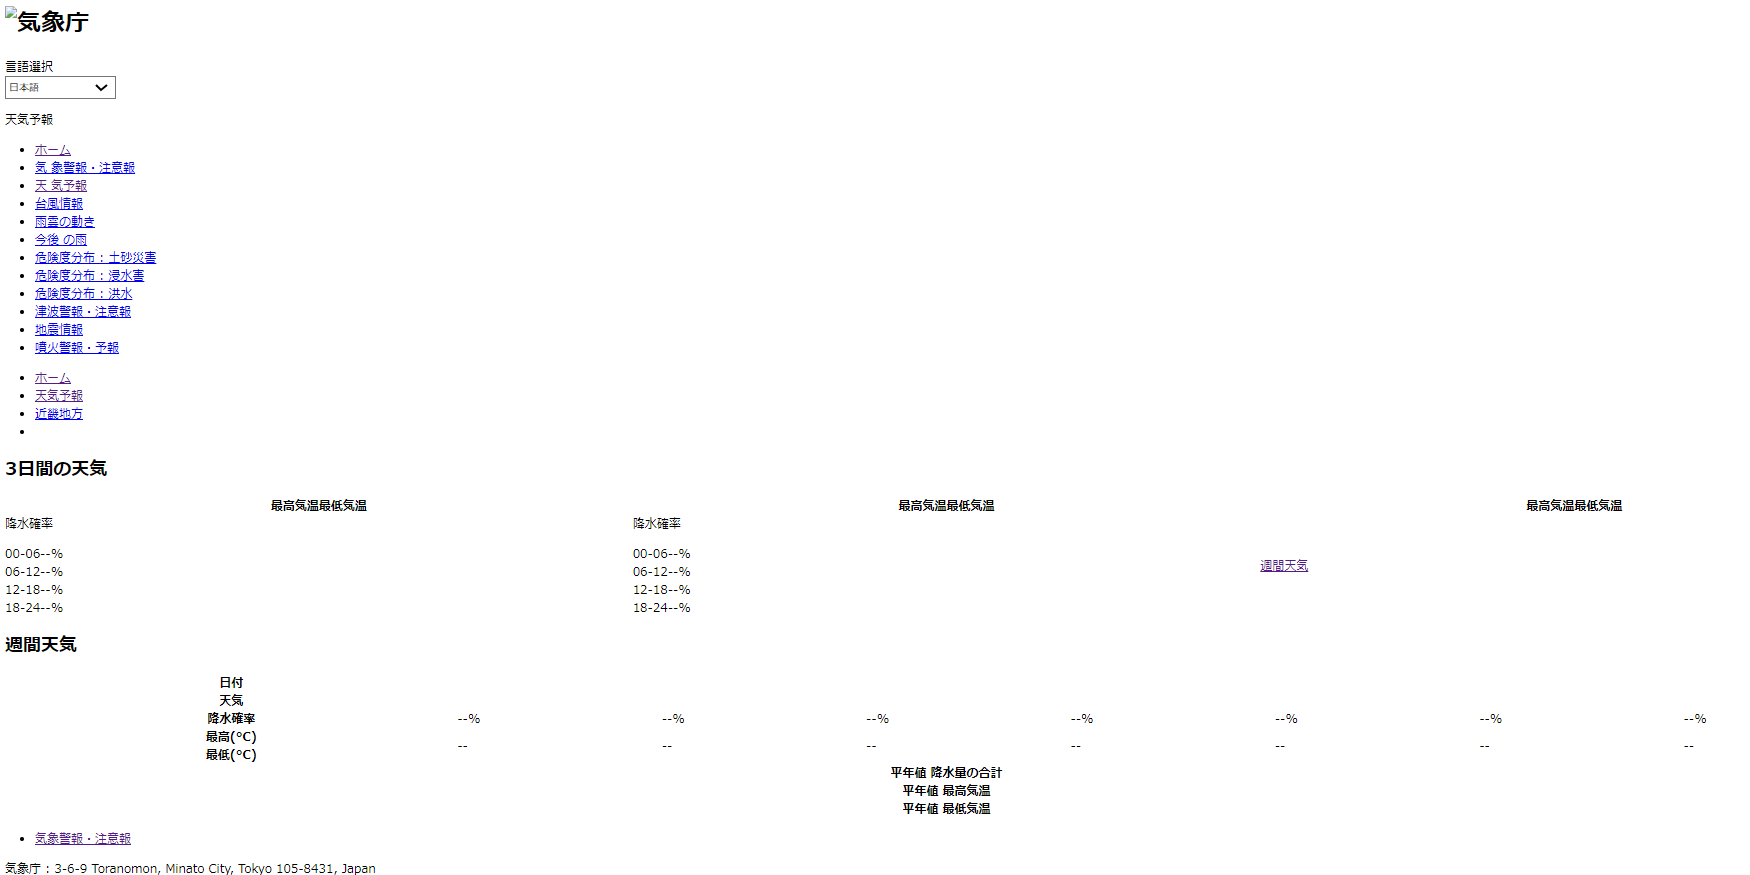 気象庁
言語選択
日本語
天気予報
ホーム
気 象警報・注意報
天 気予報
台風情報
雨雲の動き
今後 の雨
危険度分布：土砂災害
危険度分布：浸水害
危険度分布：洪水
津波警報・注意報
地震情報
噴火警報・予報
ホーム
天気予報
近畿地方
3日間の天気
最高気温最低気温 最高気温最低気温 最高気温最低気温
降水確率 降水確率
00-06--% 00-06--%
週間天気
06-12--% 06-12--%
12-18--% 12-18--%
18-24--% 18-24--%
週間天気
日付
天気
降水確率 --% --% --% --% --% --% --%
最高(°C)
-- -- -- -- -- -- --
最低(°C)
平年値 降水量の合計
平年値 最高気温
平年値 最低気温
気象警報・注意報
気象庁：3-6-9 Toranomon, Minato City, Tokyo 105-8431, Japan